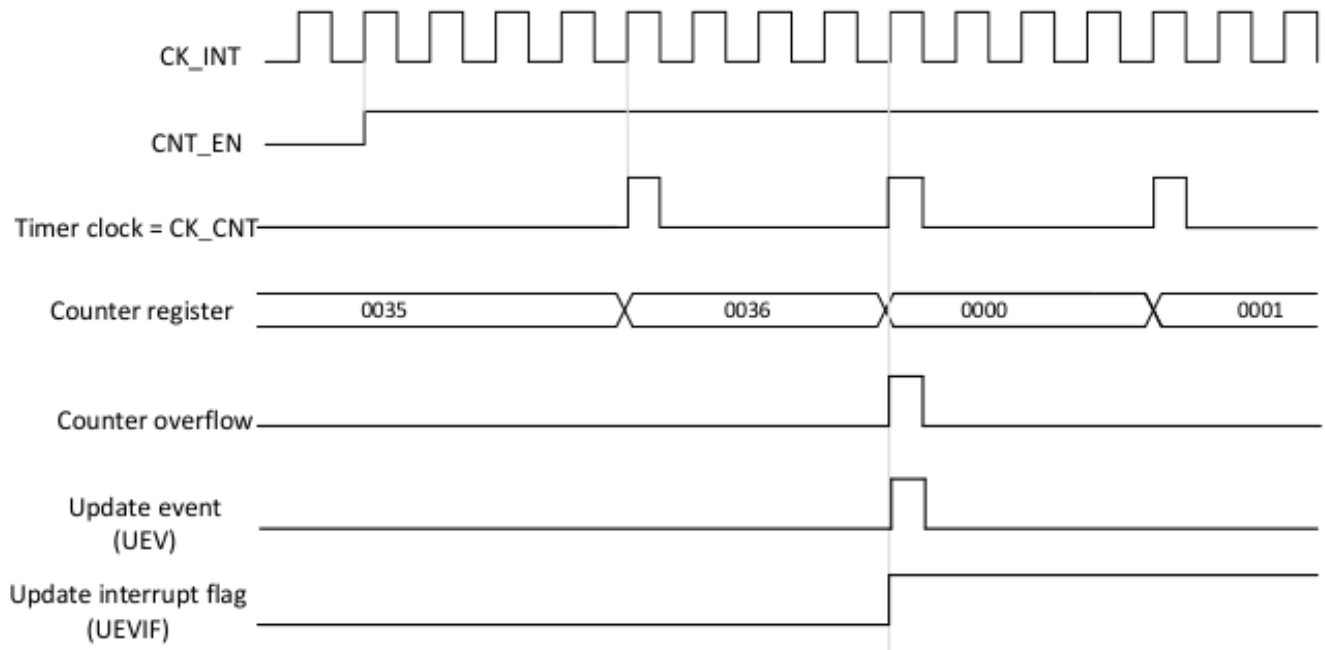 CK_INT
CNT_EN
Timer clock = CK_CNT
Counter register
0035
0036
0000
0001
Counter overflow
Update event
(UEV)
Update interrupt flag
(UEVIF)